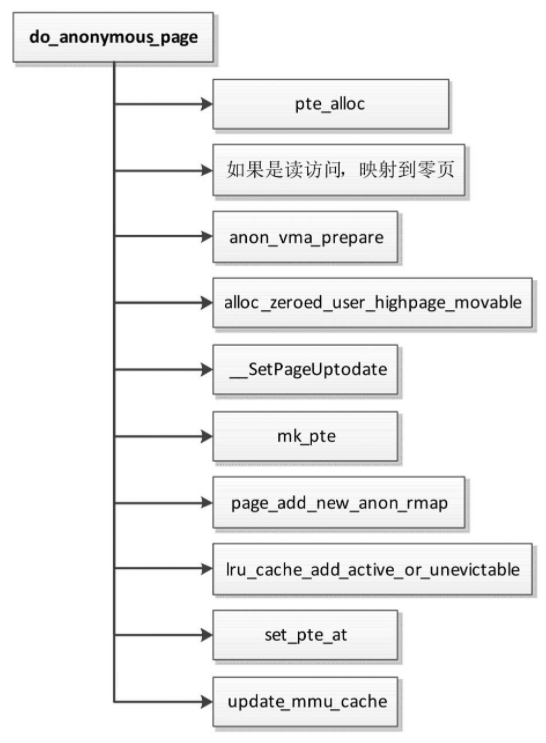 do_anonymous_page
pte_alloc
如果是读访问，映射到零页
anon_vma_prepare
alloc_zeroed_user_highpage_movable
__SetPageUptodate
mk_pte
page_add_new_anon_rmap
lru_cache_add_active_or_unevictable
set_pte_at
update_mmu_cache